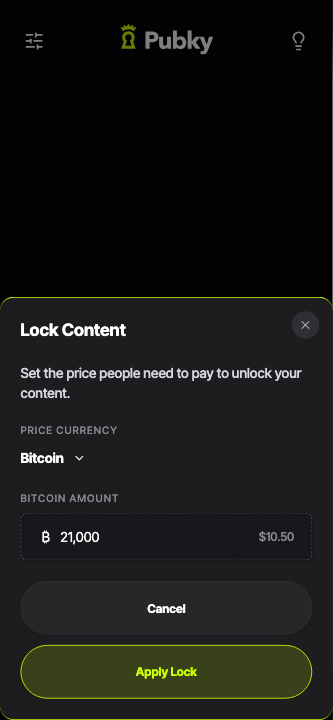 Pubky
Lock Content
Set the price people need to pay to unlock your
content.
PRICE CURRENCY
Bitcoin
BITCOIN AMOUNT
₿ 21,000 $10.50
Cancel
Apply Lock